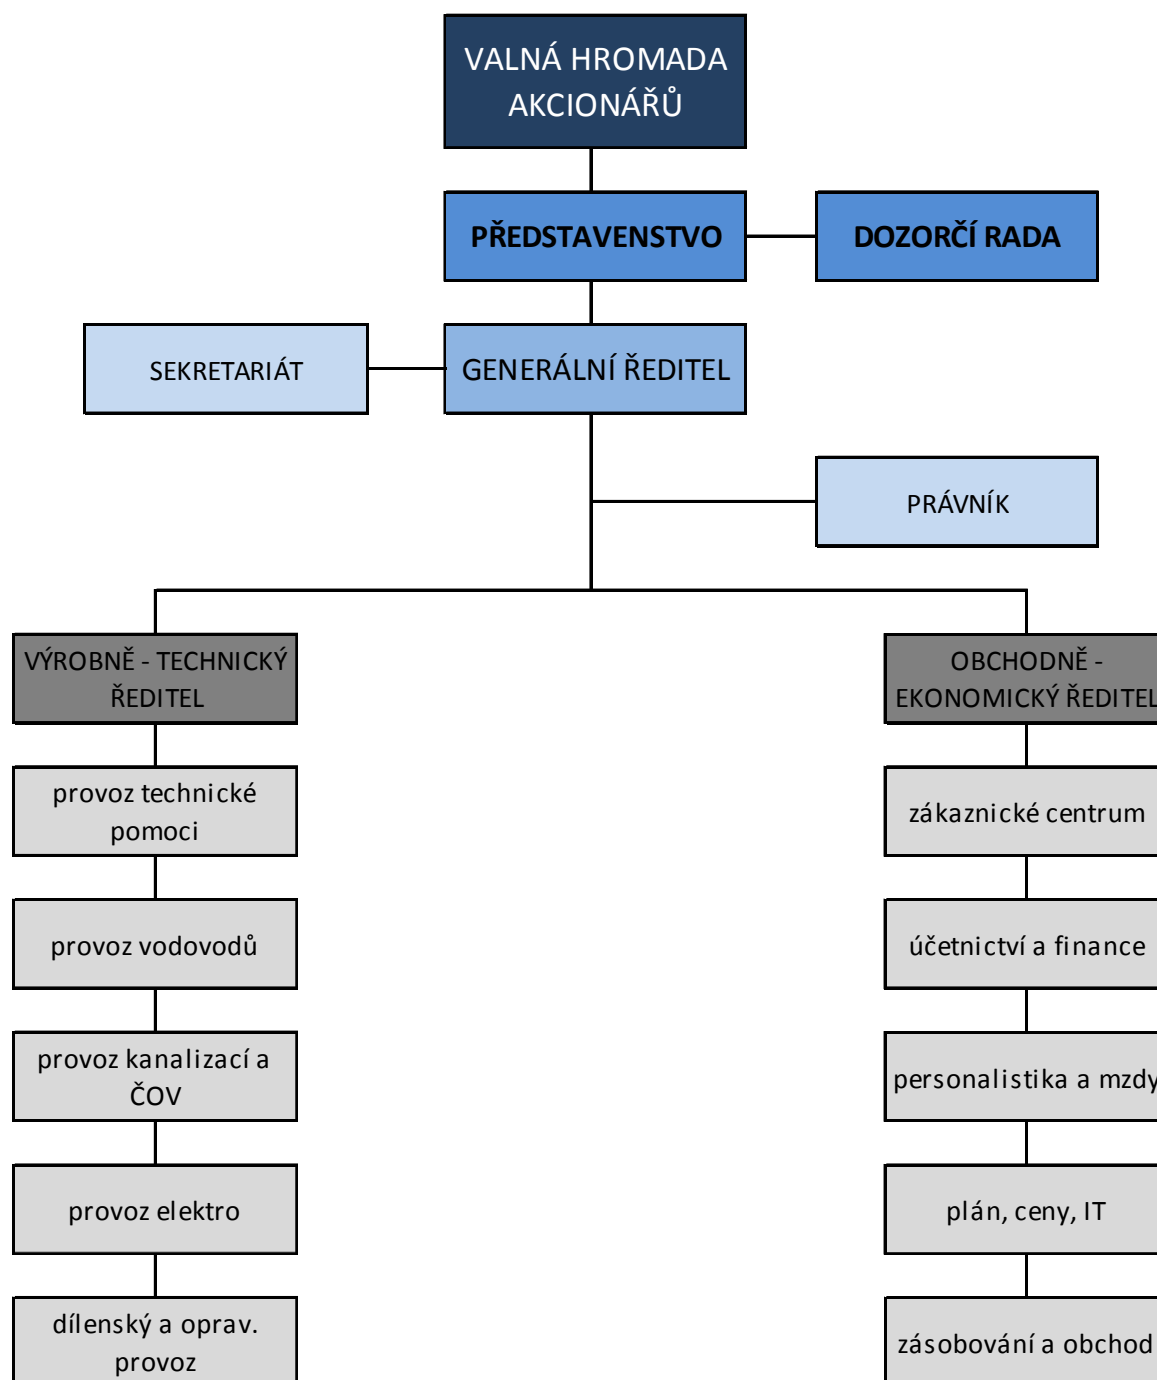 VALNÁ HROMADA
AKCIONÁŘŮ
PŘEDSTAVENSTVO
DOZORČÍ RADA
SEKRETARIÁT
GENERÁLNÍ ŘEDITEL
PRÁVNÍK
VÝROBNĚ - TECHNICKÝ
ŘEDITEL
OBCHODNĚ -
EKONOMICKÝ ŘEDITEL
provoz technické
pomoci
zákaznické centrum
provoz vodovodů
účetnictví a finance
provoz kanalizací a
ČOV
personalistika a mzdy
provoz elektro
plán, ceny, IT
dílenský a oprav.
provoz
zásobování a obchod